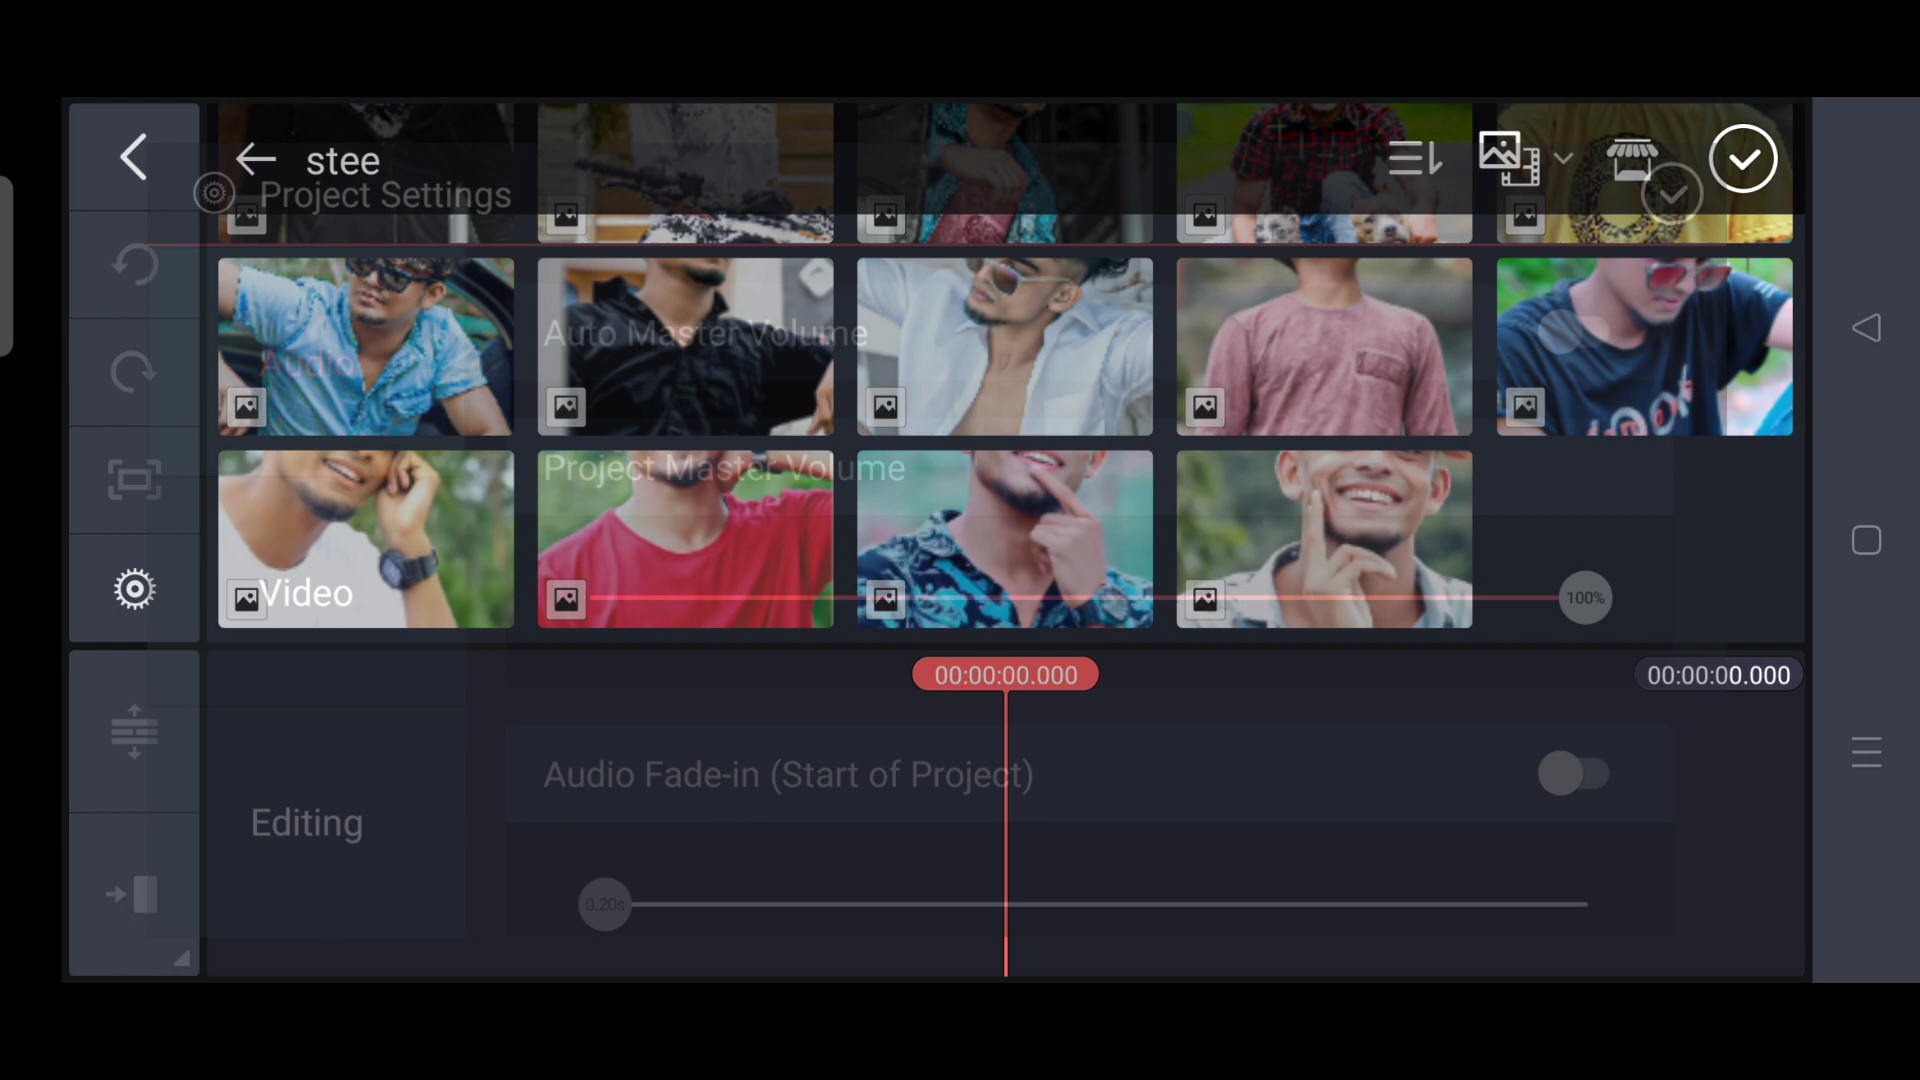 stee
Project Settings
Auto Master Volume
Audio
Project Master Volume
Video
100%
00:00:00.000
00:00:00.000
Audio Fade-in (Start of Project)
Editing
0.20s